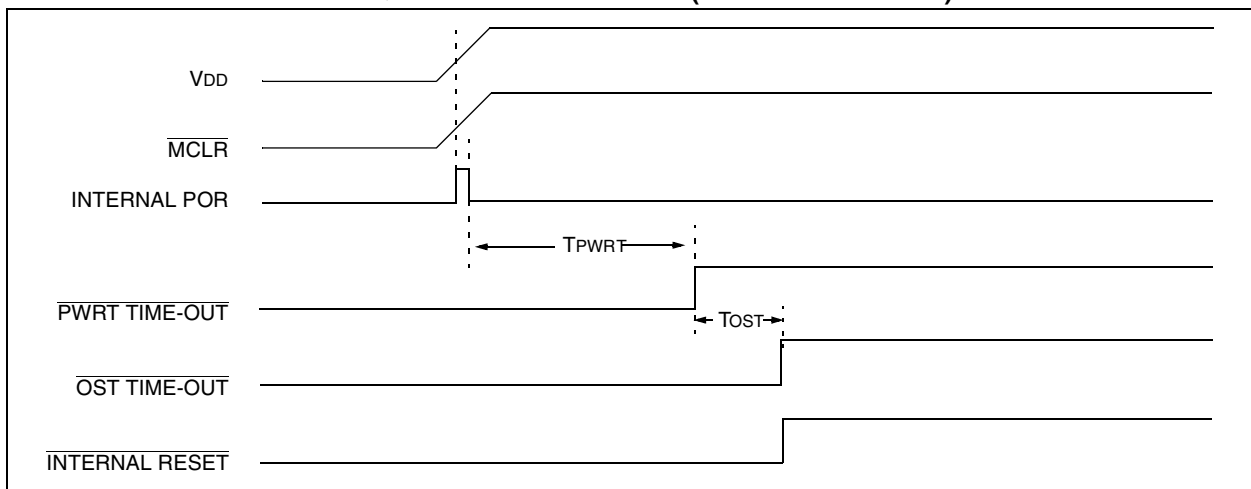 VDD
MCLR
INTERNAL POR
TPWRT
PWRT TIME-OUT
TOST
OST TIME-OUT
INTERNAL RESET